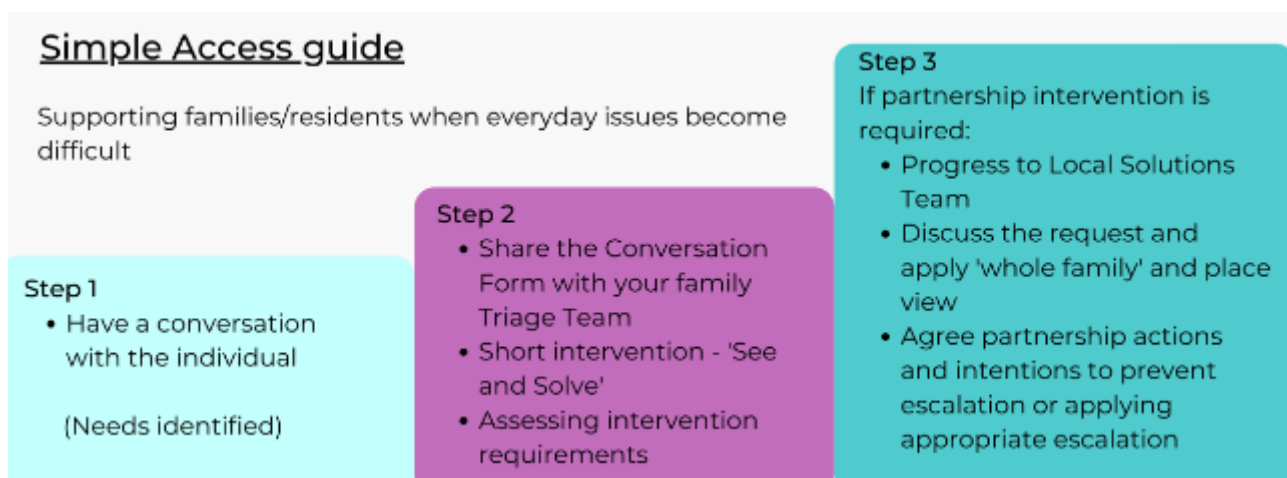 Simple Access guide
Supporting families/residents when everyday issues become
difficult
Step 1
• Have a conversation
with the individual
(Needs identified)
Step 2
• Share the Conversation
Form with your family
Triage Team
• Short intervention - 'See
and Solve'
• Assessing intervention
requirements
Step 3
If partnership intervention is
required:
• Progress to Local Solutions
Team
• Discuss the request and
apply 'whole family' and place
view
• Agree partnership actions
and intentions to prevent
escalation or applying
appropriate escalation